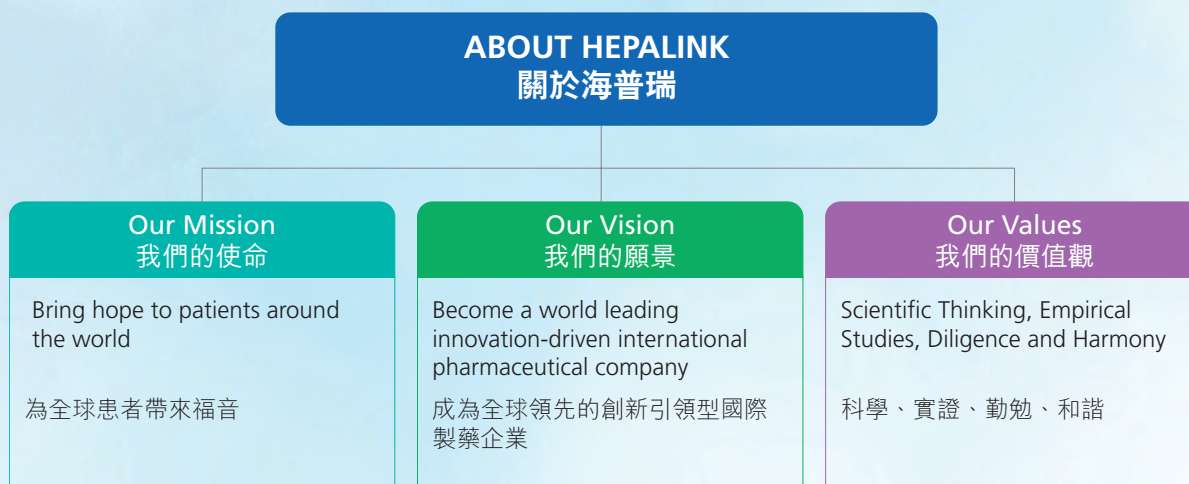 ABOUT HEPALINK
關於海普瑞
Our Mission
我們的使命
Bring hope to patients around
the world
為全球患者帶來福音
Our Vision
我們的願景
Become a world leading
innovation-driven international
pharmaceutical company
成為全球領先的創新引領型國際
製藥企業
Our Values
我們的價值觀
Scientific Thinking, Empirical
Studies, Diligence and Harmony
科學、實證、勤勉、和諧